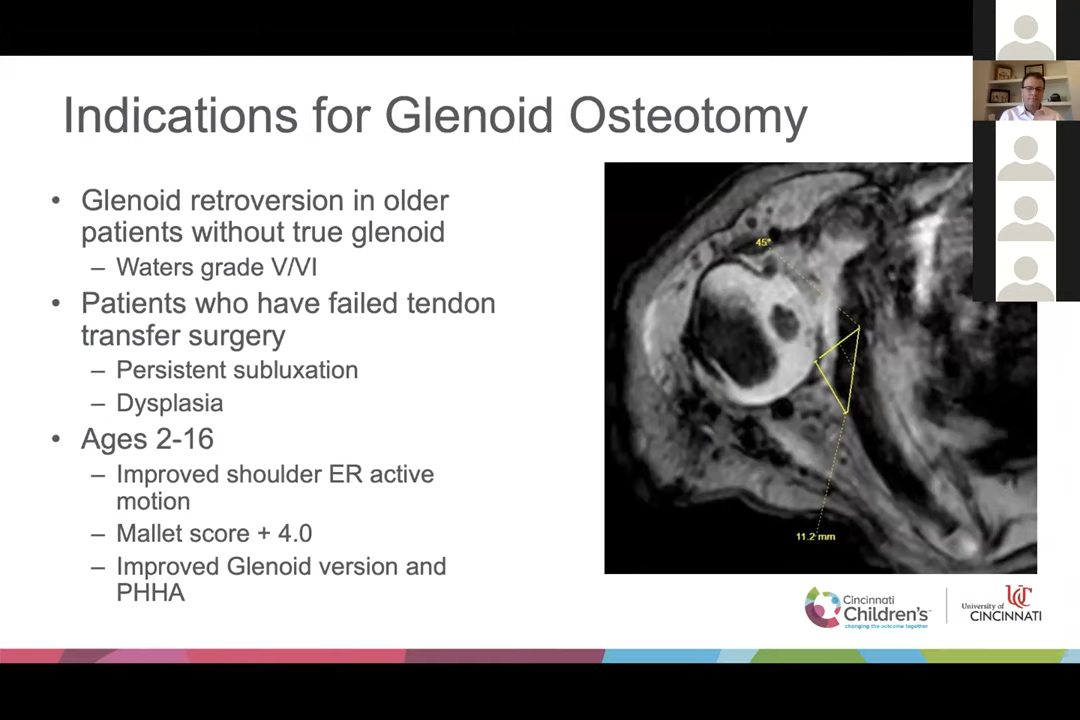 Indications for Glenoid Osteotomy
• Glenoid retroversion in older
patients without true glenoid
– Waters grade V/VI
• Patients who have failed tendon
transfer surgery
– Persistent subluxation
– Dysplasia
• Ages 2-16
– Improved shoulder ER active
motion
– Mallet score + 4.0
– Improved Glenoid version and
PHHA
45°
11.2 mm
Cincinnati
Children's™
changing the outcome together
UC
University of
CINCINNATI